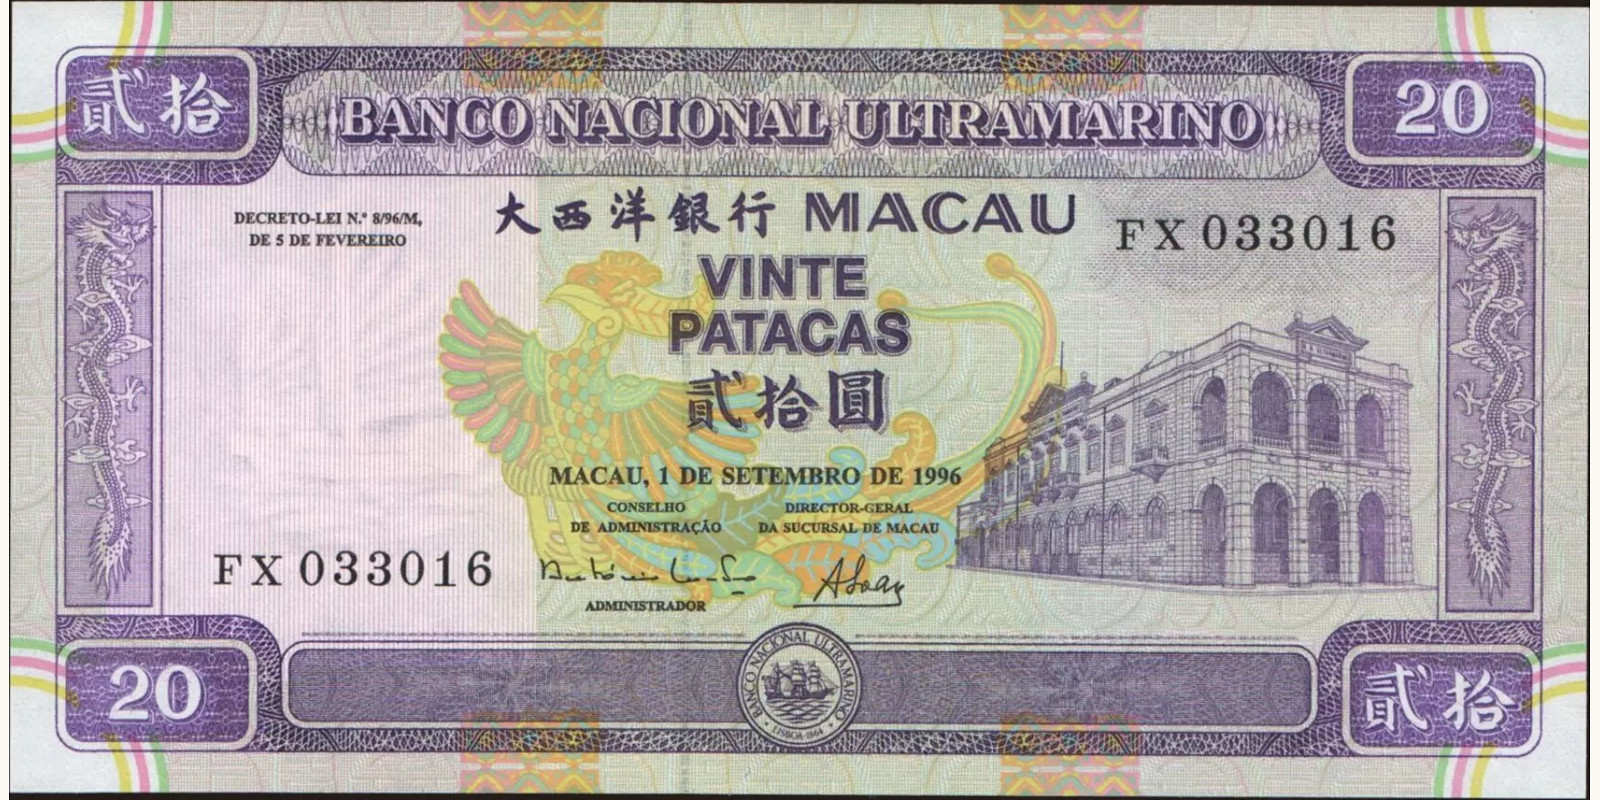 貳拾
BANCO NACIONAL ULTRAMARINO
20
DECRETO-LEI N.º 8/96/M,
DE 5 DE FEVEREIRO
大西洋銀行 MACAU
FX 033016
VINTE
PATACAS
貳拾圓
MACAU, 1 DE SETEMBRO DE 1996
CONSELHO
DE ADMINISTRAÇÃO
DIRECTOR-GERAL
DA SUCURSAL DE MACAU
FX 033016
ADMINISTRADOR
20
BANCO NACIONAL ULTRAMARINO
LISBOA-1864
貳拾